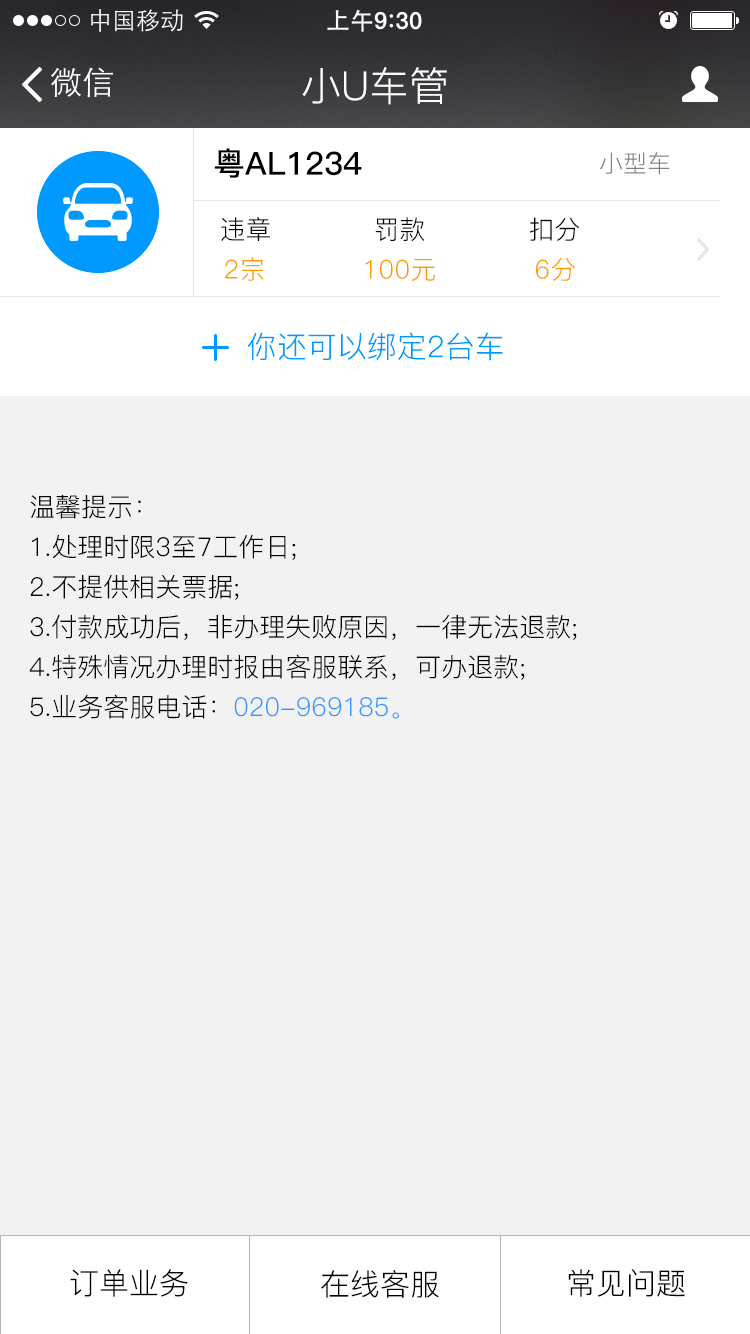 中国移动 上午9:30
微信 小U车管
粤AL1234 小型车
违章 罚款 扣分
2宗 100元 6分
+ 你还可以绑定2台车
温馨提示：
1.处理时限3至7工作日;
2.不提供相关票据;
3.付款成功后，非办理失败原因，一律无法退款;
4.特殊情况办理时报由客服联系，可办退款;
5.业务客服电话：020-969185。
订单业务 在线客服 常见问题